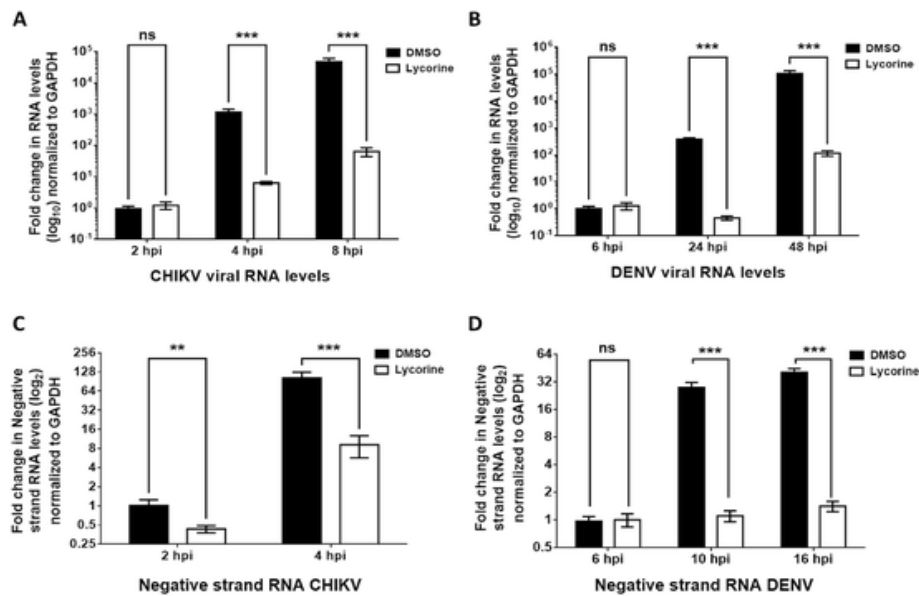 A
ns
***
***
DMSO
Lycorine
Fold change in RNA levels
(log10) normalized to GAPDH
10^5
10^4
10^3
10^2
10^1
10^0
10^-1
2 hpi
4 hpi
8 hpi
CHIKV viral RNA levels
B
ns
***
***
DMSO
Lycorine
Fold change in RNA levels
(log10) normalized to GAPDH
10^6
10^5
10^4
10^3
10^2
10^1
10^0
10^-1
6 hpi
24 hpi
48 hpi
DENV viral RNA levels
C
**
***
DMSO
Lycorine
Fold change in Negative
strand RNA levels (log2)
normalized to GAPDH
256
128
64
32
16
8
4
2
1
0.5
0.25
2 hpi
4 hpi
Negative strand RNA CHIKV
D
ns
***
***
DMSO
Lycorine
Fold change in Negative
strand RNA levels (log2)
normalized to GAPDH
64
32
16
8
4
2
1
0.5
6 hpi
10 hpi
16 hpi
Negative strand RNA DENV